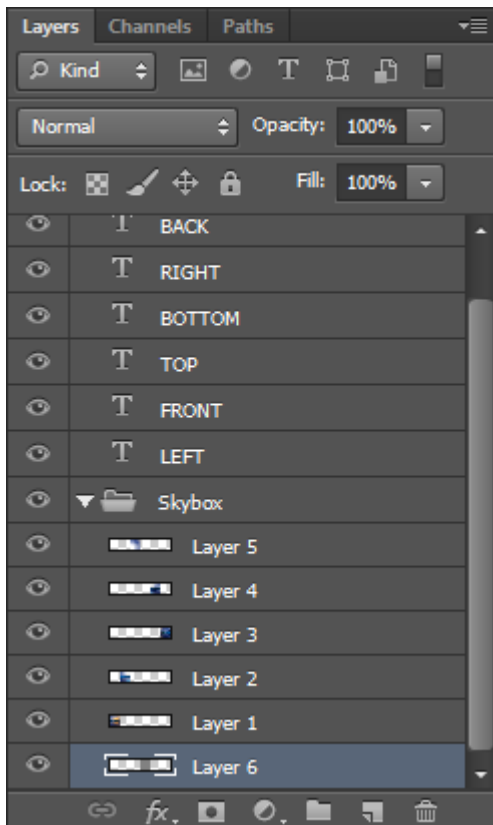 Layers Channels Paths
Kind
Normal Opacity: 100%
Lock: Fill: 100%
T BACK
T RIGHT
T BOTTOM
T TOP
T FRONT
T LEFT
Skybox
Layer 5
Layer 4
Layer 3
Layer 2
Layer 1
Layer 6
fx.